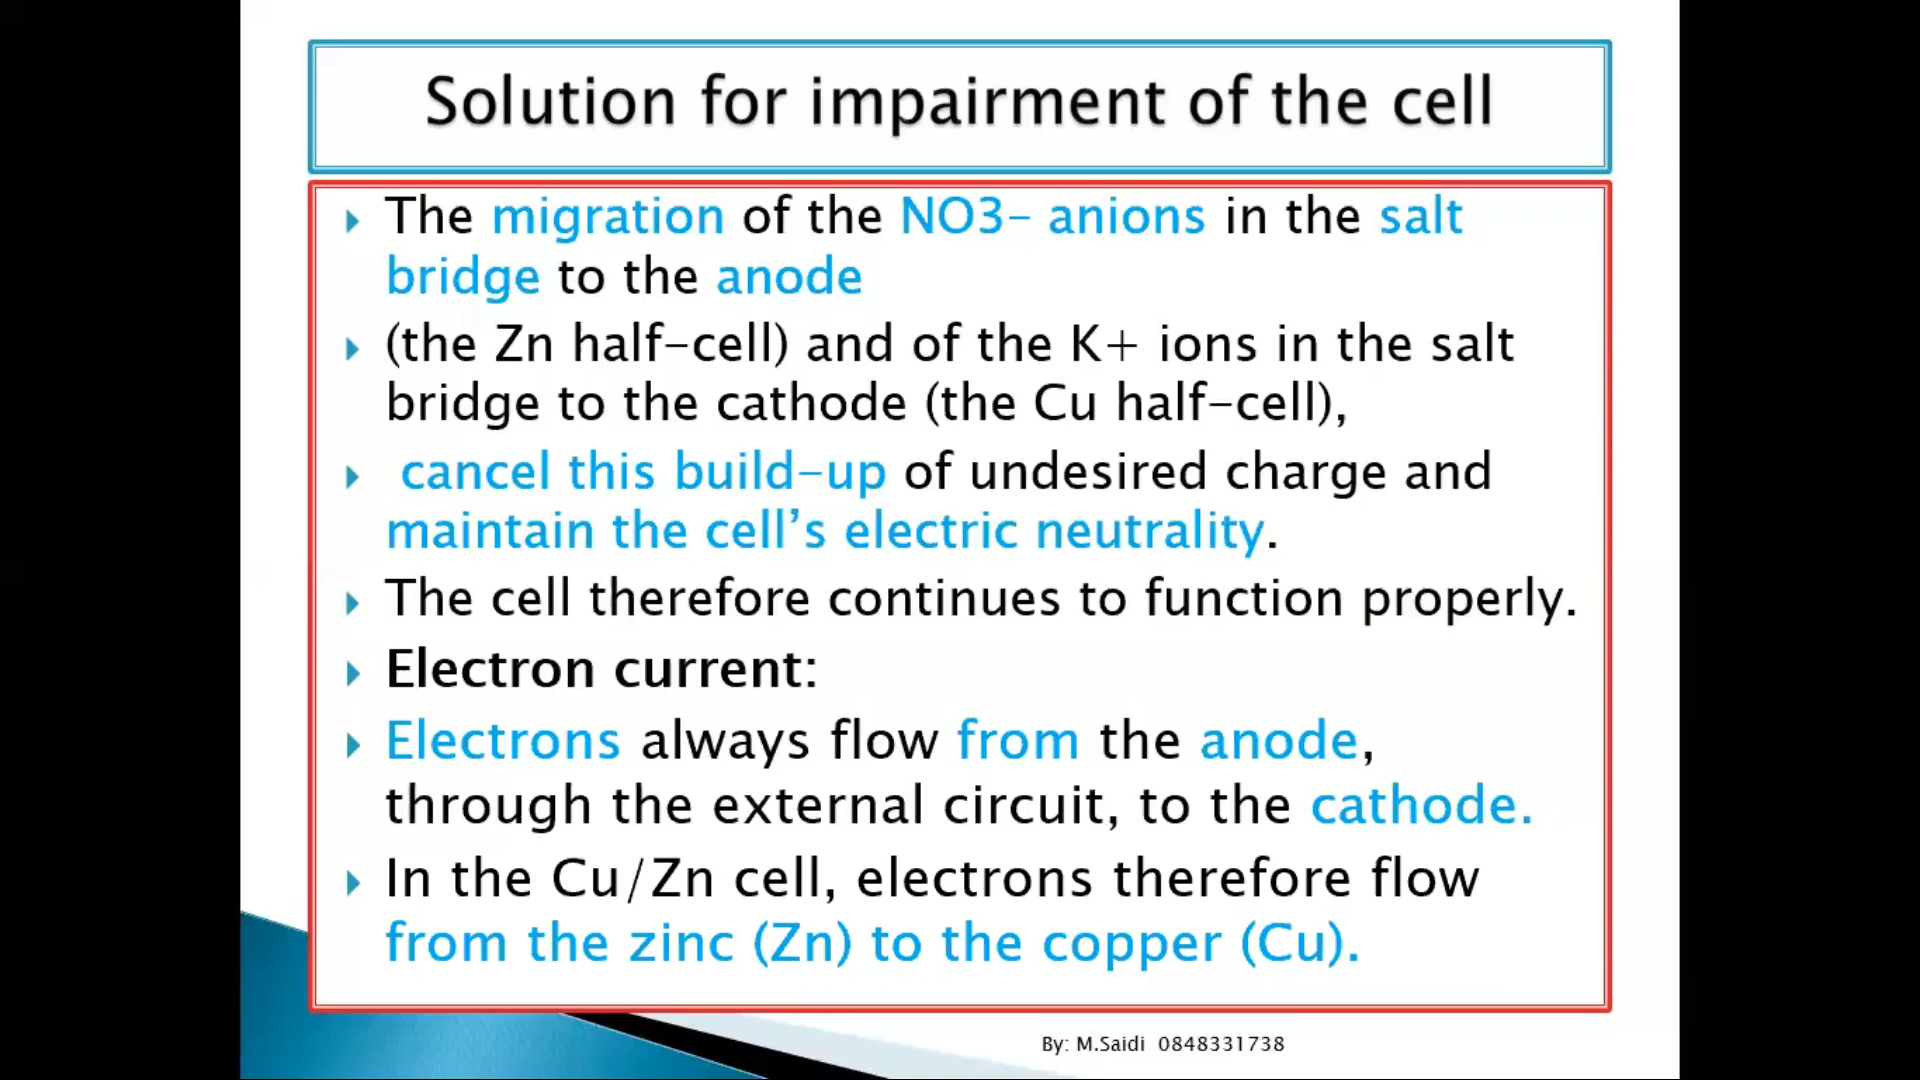 Solution for impairment of the cell
The migration of the NO3- anions in the salt
bridge to the anode
(the Zn half-cell) and of the K+ ions in the salt
bridge to the cathode (the Cu half-cell),
cancel this build-up of undesired charge and
maintain the cell’s electric neutrality.
The cell therefore continues to function properly.
Electron current:
Electrons always flow from the anode,
through the external circuit, to the cathode.
In the Cu/Zn cell, electrons therefore flow
from the zinc (Zn) to the copper (Cu).
By: M.Saidi 0848331738